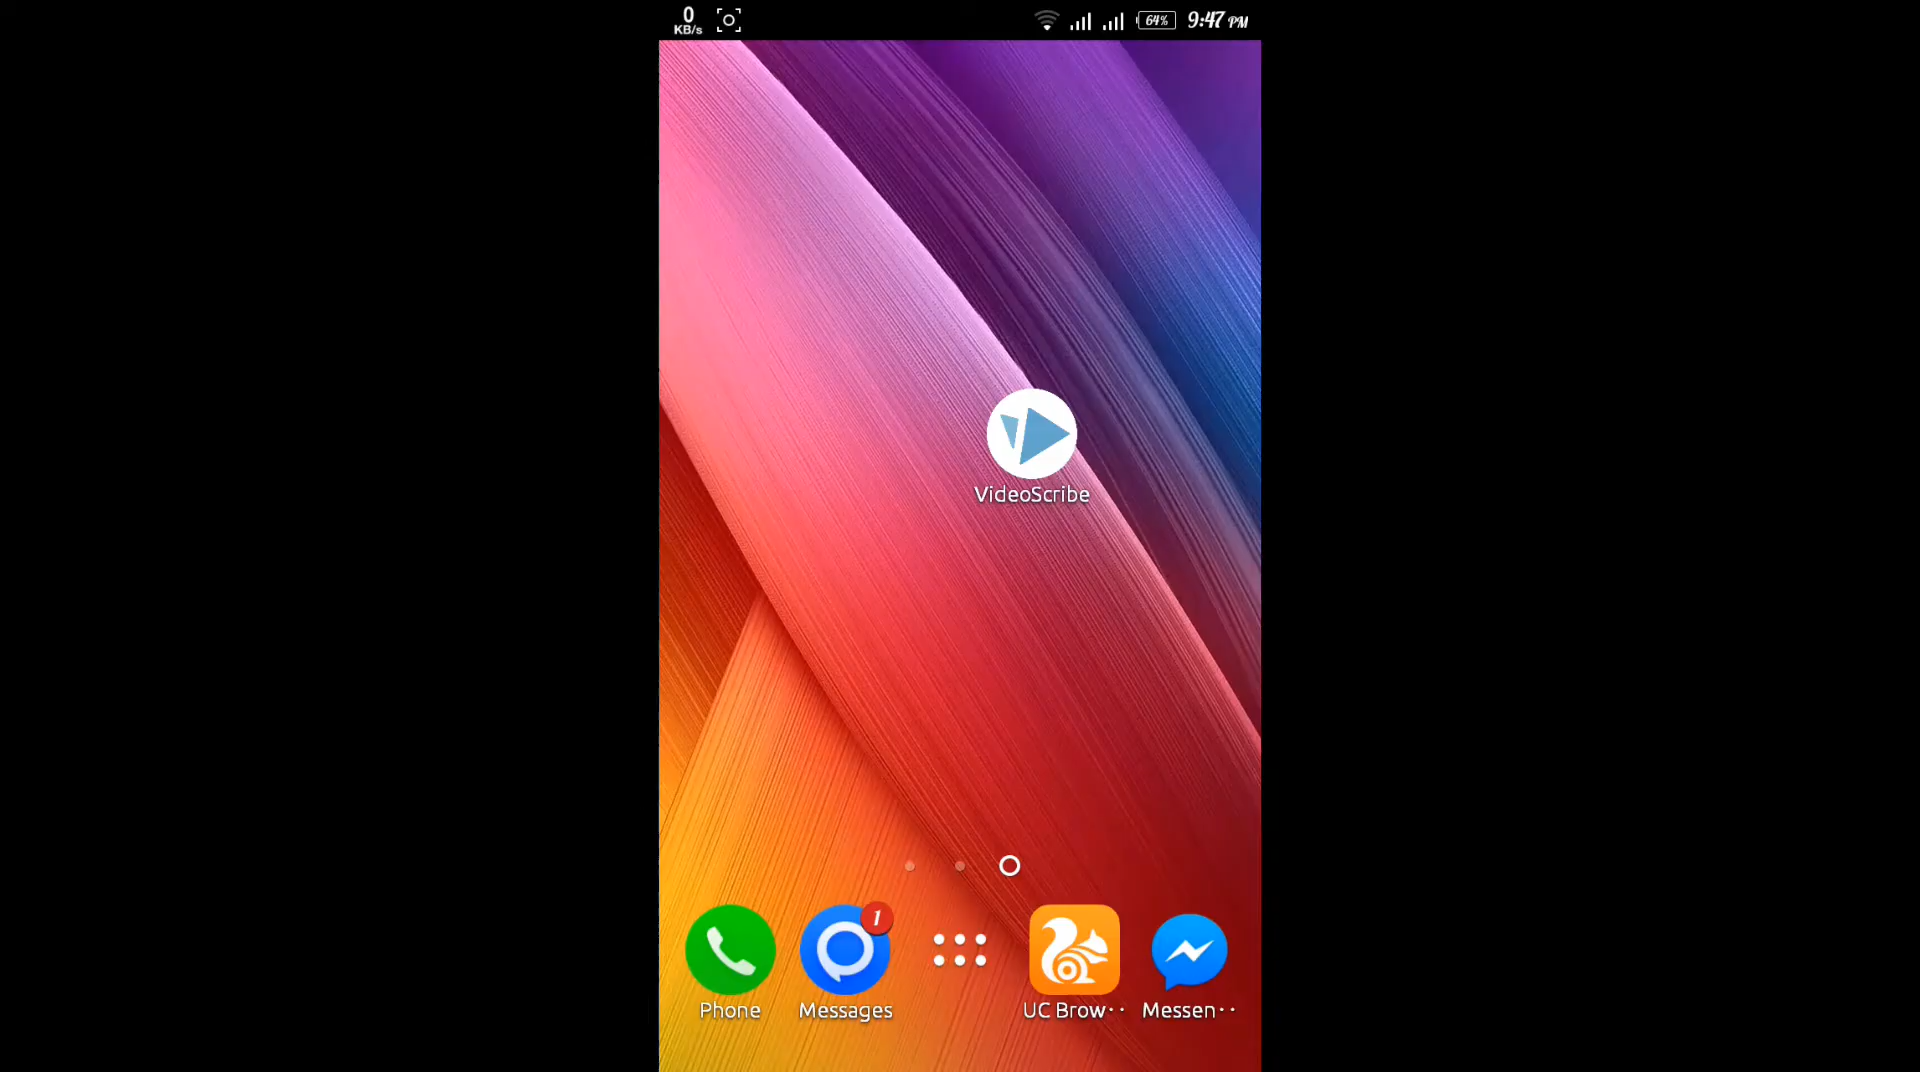 0
KB/s
64%
9:47 PM
VideoScribe
1
Phone
Messages
UC Brow··
Messen··